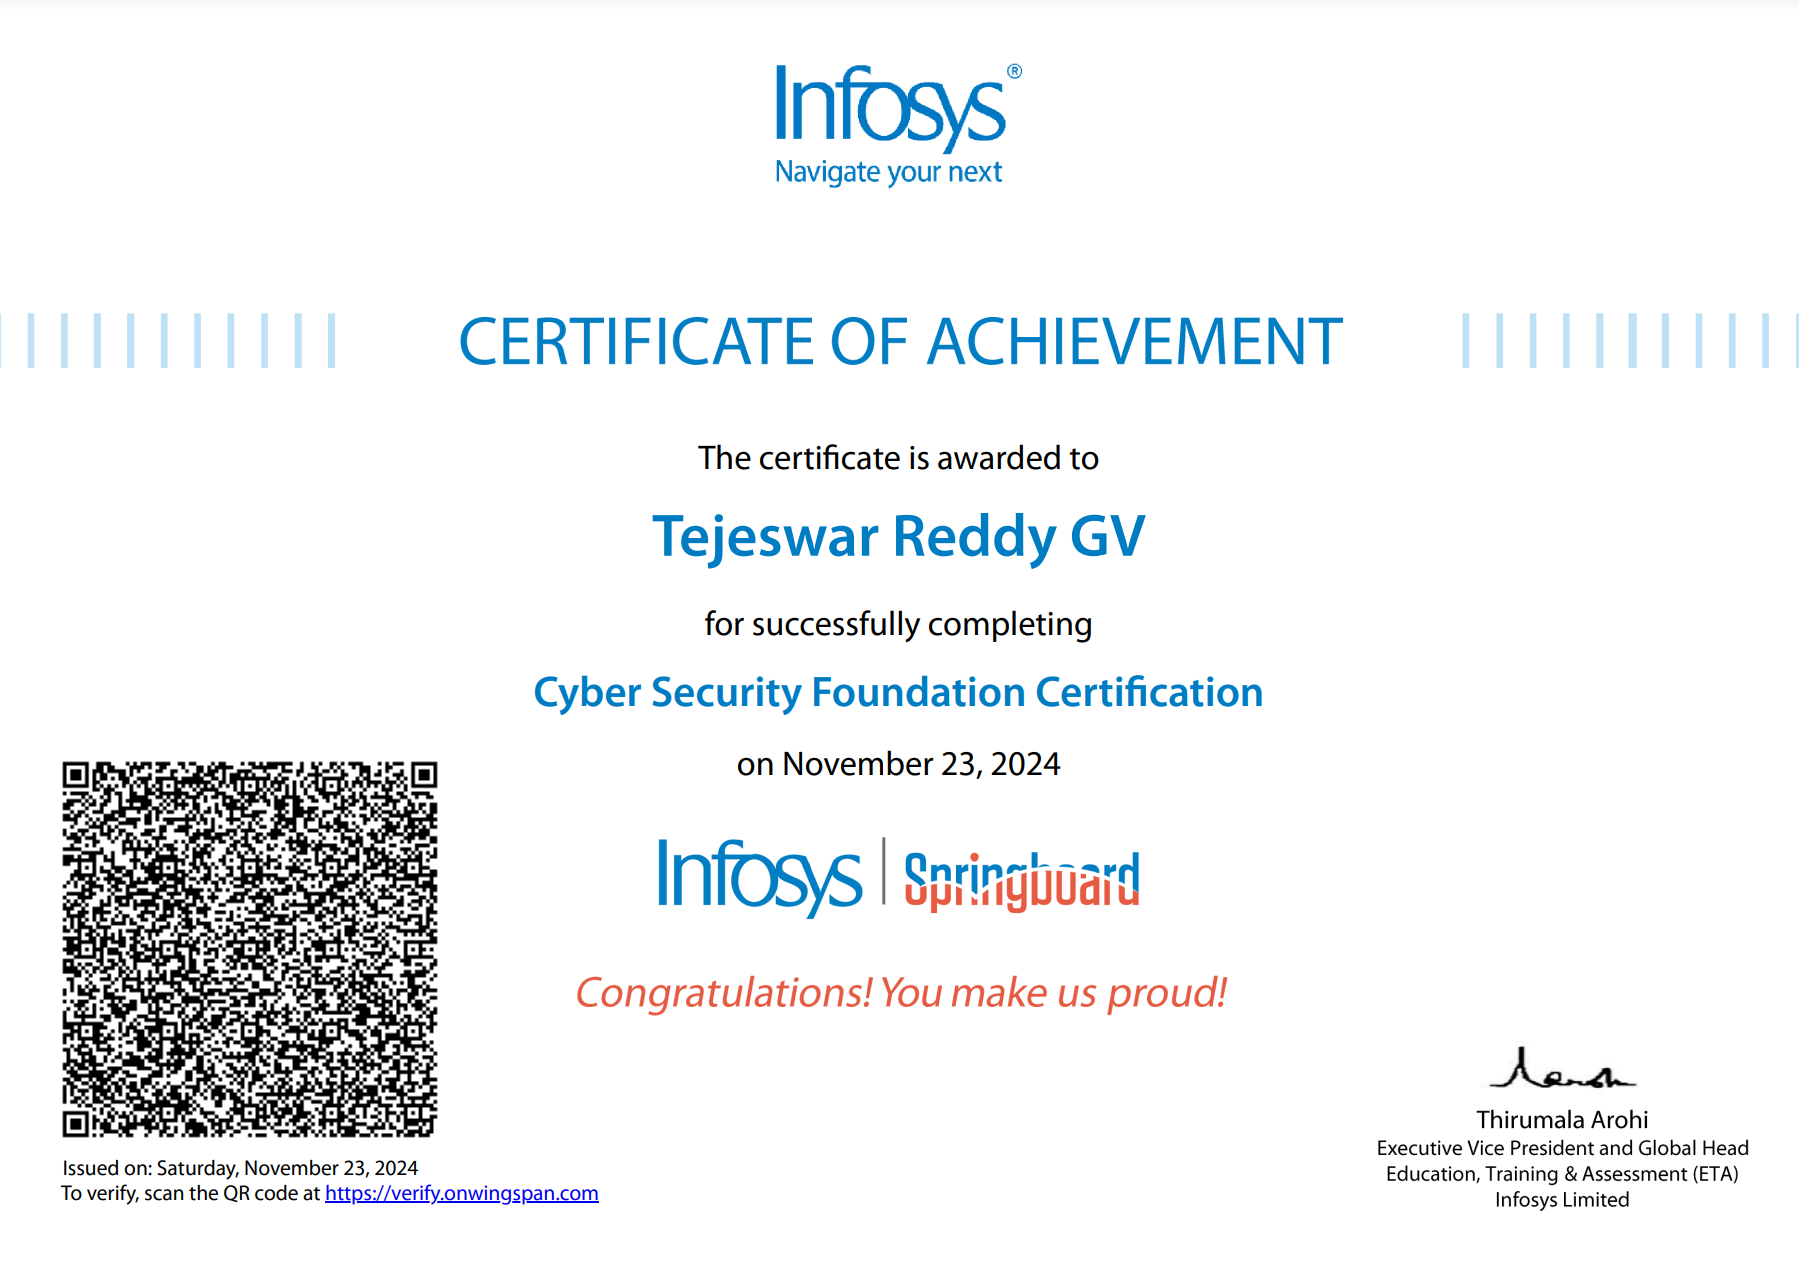 Infosys®
Navigate your next
CERTIFICATE OF ACHIEVEMENT
The certificate is awarded to
Tejeswar Reddy GV
for successfully completing
Cyber Security Foundation Certification
on November 23, 2024
Infosys | Springboard
Congratulations! You make us proud!
Issued on: Saturday, November 23, 2024
To verify, scan the QR code at https://verify.onwingspan.com
Thirumala Arohi
Executive Vice President and Global Head
Education, Training & Assessment (ETA)
Infosys Limited